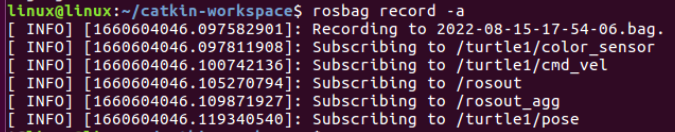 linux@linux:~/catkin-workspace$ rosbag record -a
[ INFO] [1660604046.097582901]: Recording to 2022-08-15-17-54-06.bag.
[ INFO] [1660604046.097811908]: Subscribing to /turtle1/color_sensor
[ INFO] [1660604046.100742136]: Subscribing to /turtle1/cmd_vel
[ INFO] [1660604046.105270794]: Subscribing to /rosout
[ INFO] [1660604046.109871927]: Subscribing to /rosout_agg
[ INFO] [1660604046.119340540]: Subscribing to /turtle1/pose